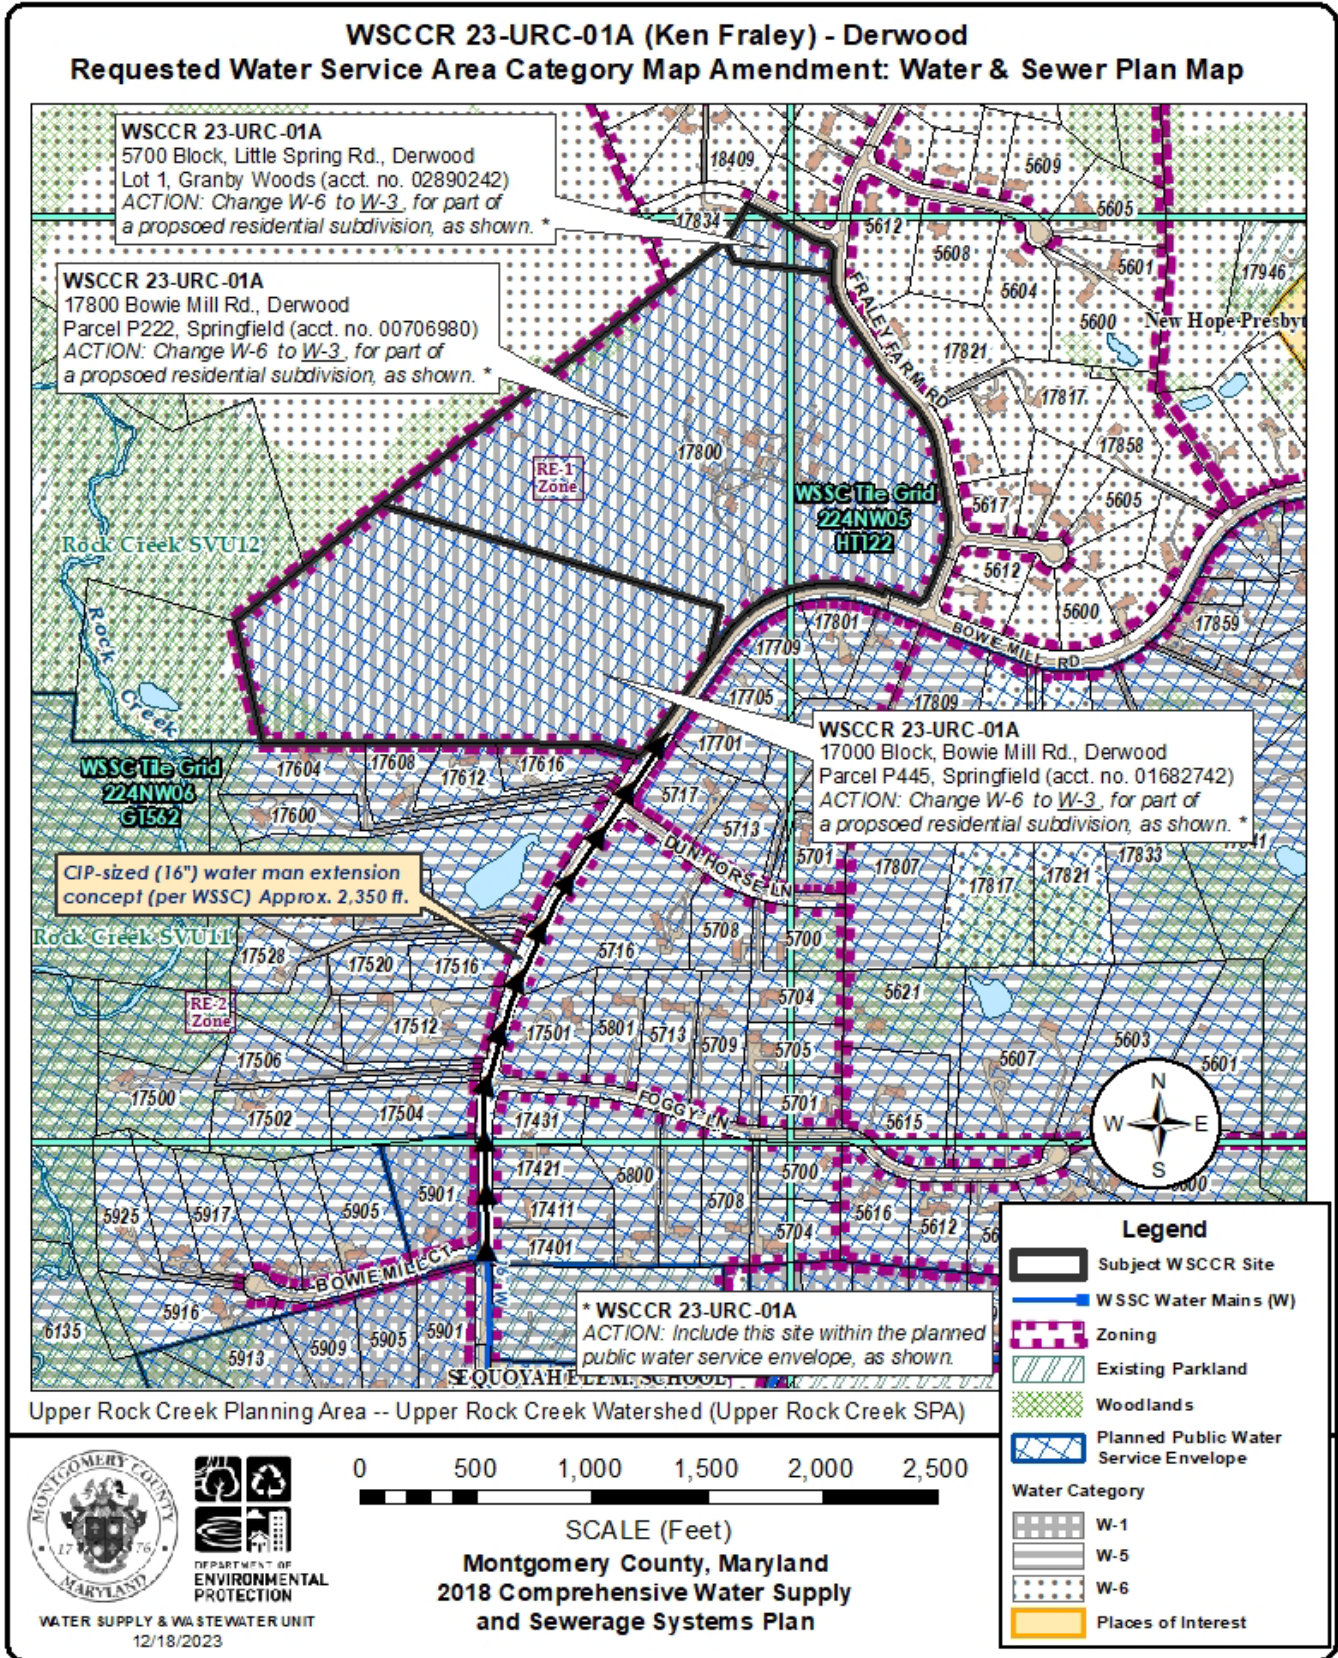 WSCCR 23-URC-01A (Ken Fraley) - Derwood
Requested Water Service Area Category Map Amendment: Water & Sewer Plan Map
WSCCR 23-URC-01A
5700 Block, Little Spring Rd., Derwood
Lot 1, Granby Woods (acct. no. 02890242)
ACTION: Change W-6 to W-3, for part of
a propsoed residential subdivision, as shown. *
18409
5609
17834
5612
5605
5608
5601
17946
5604
5600
New Hope Presbyt
WSCCR 23-URC-01A
17800 Bowie Mill Rd., Derwood
Parcel P222, Springfield (acct. no. 00706980)
ACTION: Change W-6 to W-3, for part of
a propsoed residential subdivision, as shown. *
FRALEY FARM RD
17821
17817
17858
17800
RE-1
Zone
WSSC Tile Grid
224NW05
HT122
5617
5605
Rock Creek SVU12
5612
5600
Rock
Creek
17801
17859
BOWE MILL RD
17709
17705
17809
17701
WSSC Tile Grid
224NW06
GT562
17604
17608
17612
17616
17600
5717
5713
5701
DUN HORSE LN
WSCCR 23-URC-01A
17000 Block, Bowie Mill Rd., Derwood
Parcel P445, Springfield (acct. no. 01682742)
ACTION: Change W-6 to W-3, for part of
a propsoed residential subdivision, as shown. *
17807
17817
17821
17833
CIP-sized (16") water man extension
concept (per WSSC) Approx. 2,350 ft.
Rock Creek SVU11
17528
17520
17516
5716
5708
5700
RE-2
Zone
17512
17501
5801
5713
5709
5704
5705
5621
5607
5603
5601
17506
17500
17502
17504
17431
FOGGY LN
5701
5615
N
W E
S
17421
5800
5700
5901
5905
5917
5925
17411
5708
5616
5612
17401
5704
BOWIE MILL CT
5916
6135
5913
5909
5905
5901
* WSCCR 23-URC-01A
ACTION: Include this site within the planned
public water service envelope, as shown.
SEQUOYAH ELEM. SCHOOL
Upper Rock Creek Planning Area -- Upper Rock Creek Watershed (Upper Rock Creek SPA)
Legend
Subject WSCCR Site
WSSC Water Mains (W)
Zoning
Existing Parkland
Woodlands
Planned Public Water
Service Envelope
Water Category
W-1
W-5
W-6
Places of Interest
MONTGOMERY COUNTY
17 76
MARYLAND
DEPARTMENT OF
ENVIRONMENTAL
PROTECTION
WATER SUPPLY & WASTEWATER UNIT
12/18/2023
0 500 1,000 1,500 2,000 2,500
SCALE (Feet)
Montgomery County, Maryland
2018 Comprehensive Water Supply
and Sewerage Systems Plan